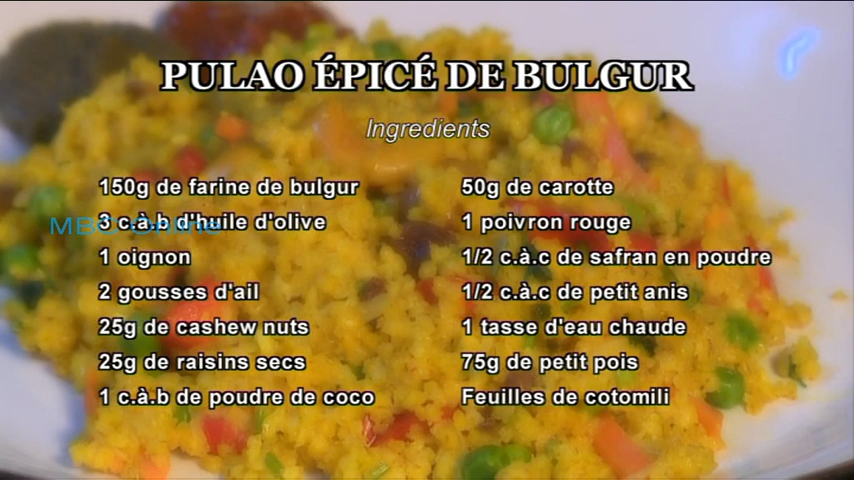 PULAO ÉPICÉ DE BULGUR
Ingredients
150g de farine de bulgur
3 c.à.b d'huile d'olive
1 oignon
2 gousses d'ail
25g de cashew nuts
25g de raisins secs
1 c.à.b de poudre de coco
50g de carotte
1 poivron rouge
1/2 c.à.c de safran en poudre
1/2 c.à.c de petit anis
1 tasse d'eau chaude
75g de petit pois
Feuilles de cotomili
MBC Online